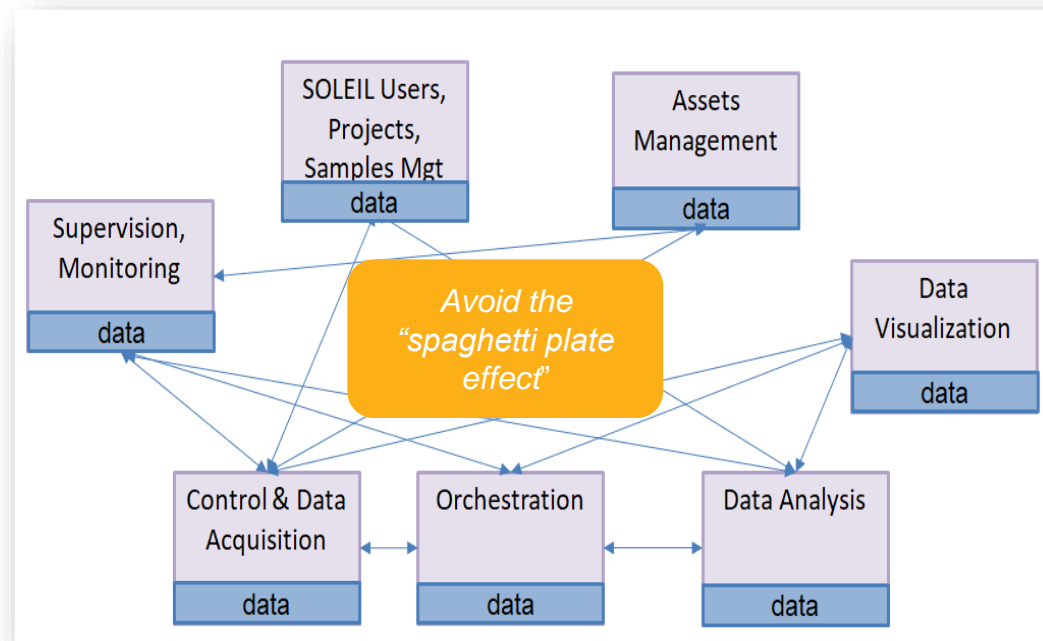 SOLEIL Users,
Projects,
Samples Mgt
data
Assets
Management
data
Supervision,
Monitoring
data
Avoid the
“spaghetti plate
effect”
Data
Visualization
data
Control & Data
Acquisition
data
Orchestration
data
Data Analysis
data